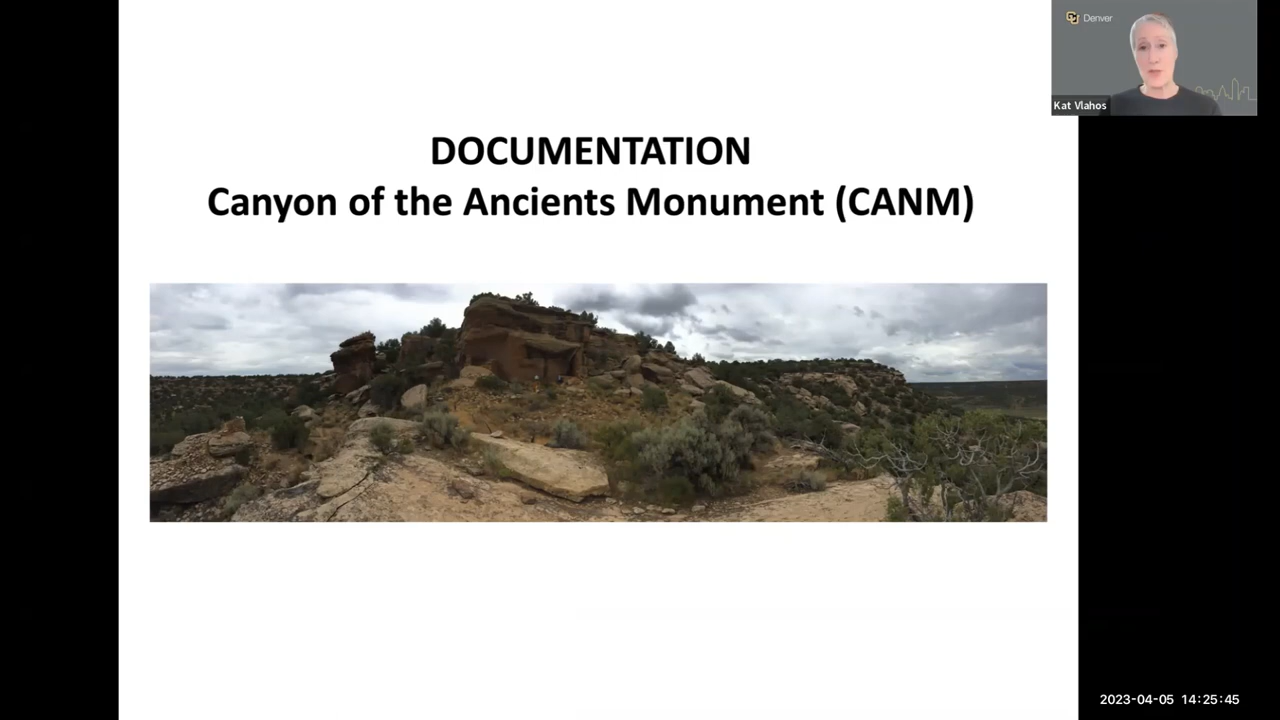 Denver
Kat Vlahos
DOCUMENTATION
Canyon of the Ancients Monument (CANM)
2023-04-05 14:25:45